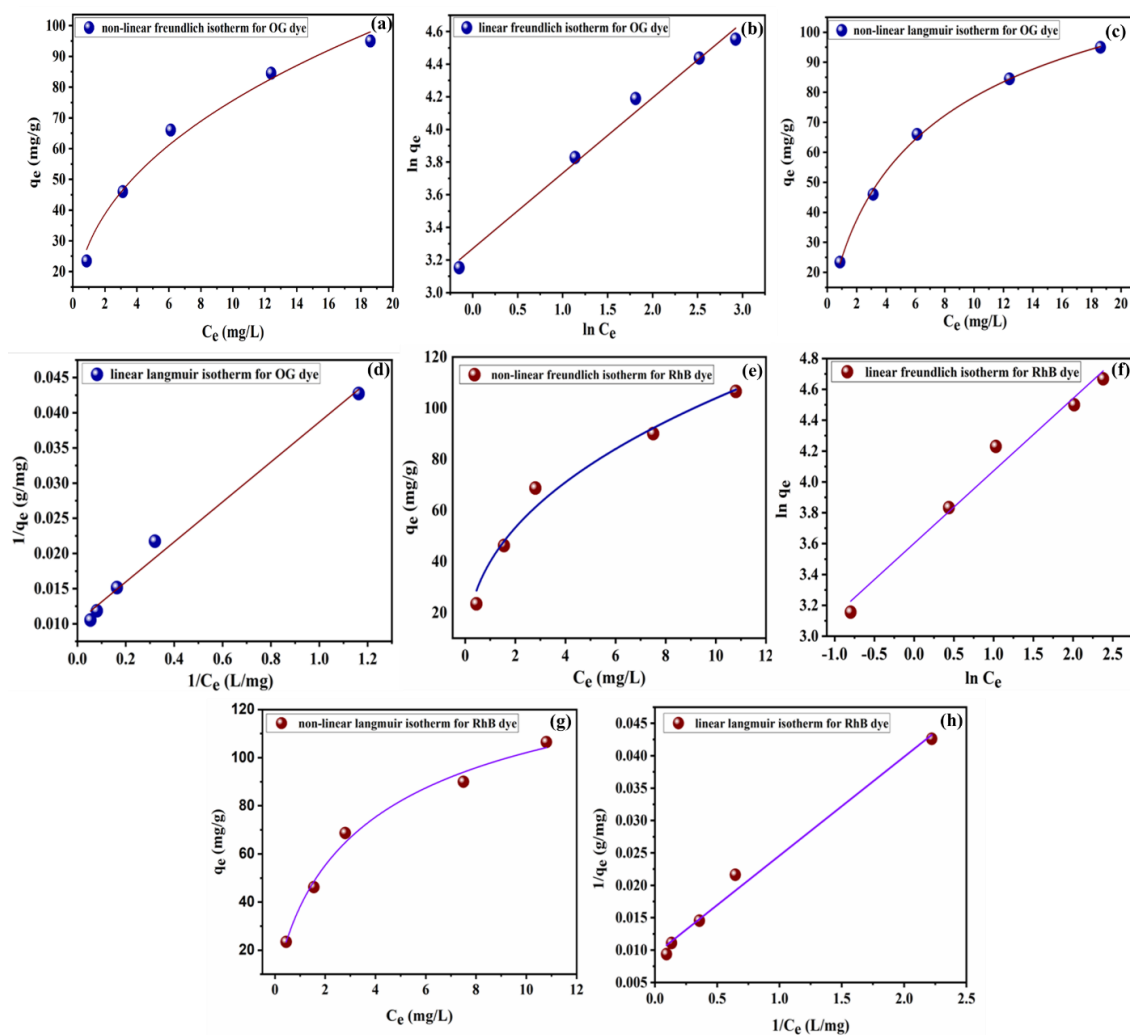 (a)
non-linear freundlich isotherm for OG dye
100
90
80
70
60
50
40
30
20
qe (mg/g)
0 2 4 6 8 10 12 14 16 18 20
Ce (mg/L)
(b)
linear freundlich isotherm for OG dye
4.6
4.4
4.2
4.0
3.8
3.6
3.4
3.2
3.0
ln qe
0.0 0.5 1.0 1.5 2.0 2.5 3.0
ln Ce
(c)
non-linear langmuir isotherm for OG dye
100
90
80
70
60
50
40
30
20
qe (mg/g)
0 2 4 6 8 10 12 14 16 18 20
Ce (mg/L)
(d)
linear langmuir isotherm for OG dye
0.045
0.040
0.035
0.030
0.025
0.020
0.015
0.010
1/qe (g/mg)
0.0 0.2 0.4 0.6 0.8 1.0 1.2
1/Ce (L/mg)
(e)
non-linear freundlich isotherm for RhB dye
120
100
80
60
40
20
qe (mg/g)
0 2 4 6 8 10 12
Ce (mg/L)
(f)
linear freundlich isotherm for RhB dye
4.8
4.6
4.4
4.2
4.0
3.8
3.6
3.4
3.2
3.0
ln qe
-1.0 -0.5 0.0 0.5 1.0 1.5 2.0 2.5
ln Ce
(g)
non-linear langmuir isotherm for RhB dye
120
100
80
60
40
20
qe (mg/g)
0 2 4 6 8 10 12
Ce (mg/L)
(h)
linear langmuir isotherm for RhB dye
0.045
0.040
0.035
0.030
0.025
0.020
0.015
0.010
0.005
1/qe (g/mg)
0.0 0.5 1.0 1.5 2.0 2.5
1/Ce (L/mg)